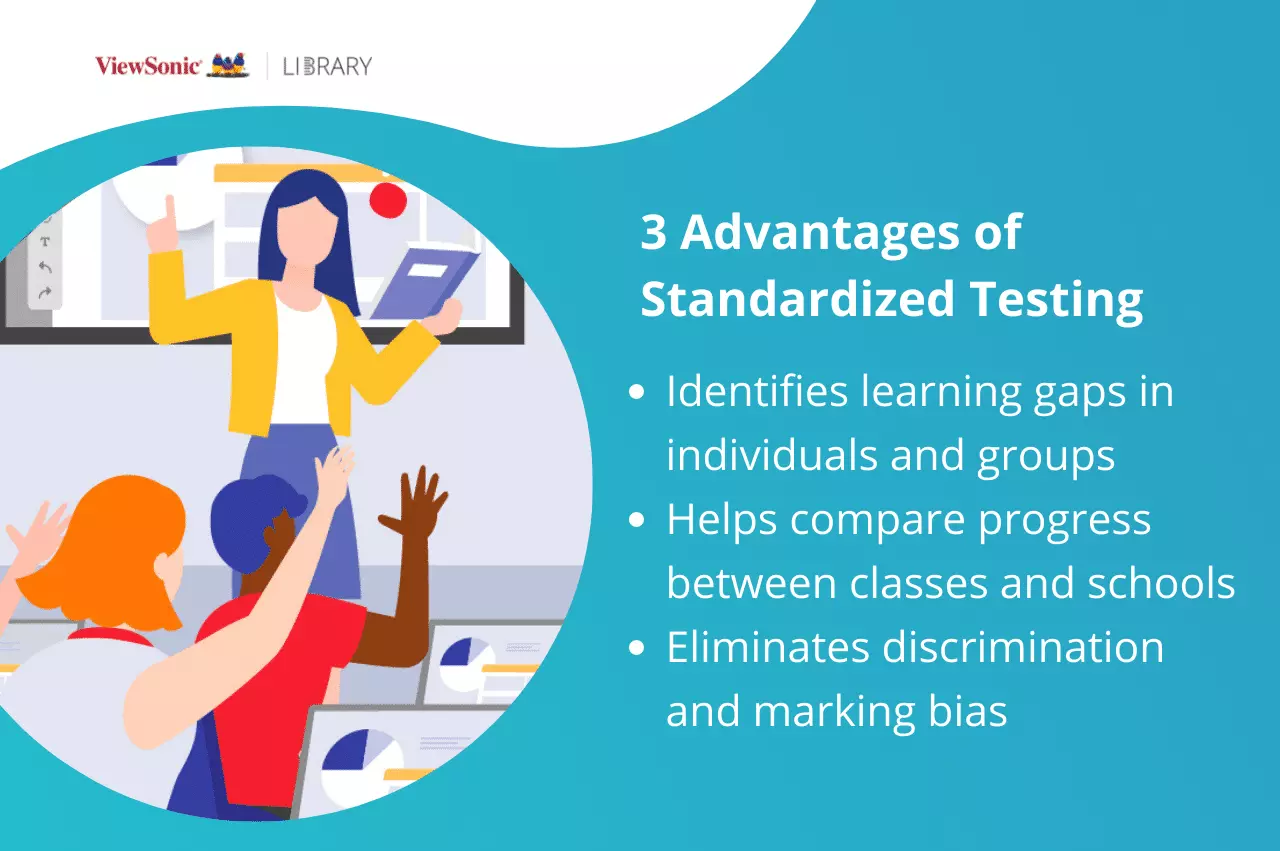 ViewSonic LIBRARY
T
3 Advantages of
Standardized Testing
• Identifies learning gaps in
individuals and groups
• Helps compare progress
between classes and schools
• Eliminates discrimination
and marking bias